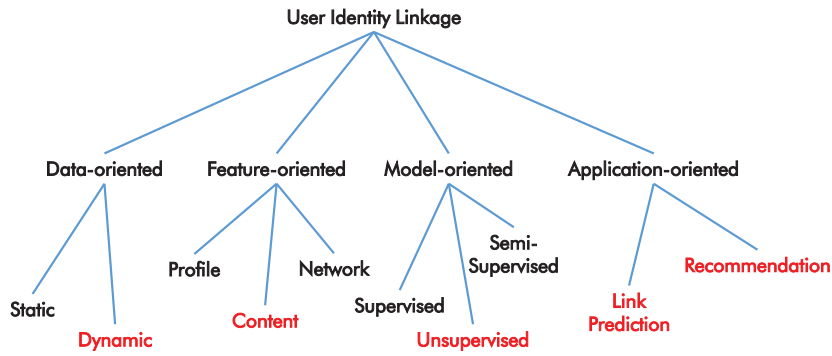 User Identity Linkage
Data-oriented
Feature-oriented
Model-oriented
Application-oriented
Static
Dynamic
Profile
Content
Network
Supervised
Unsupervised
Semi-
Supervised
Link
Prediction
Recommendation